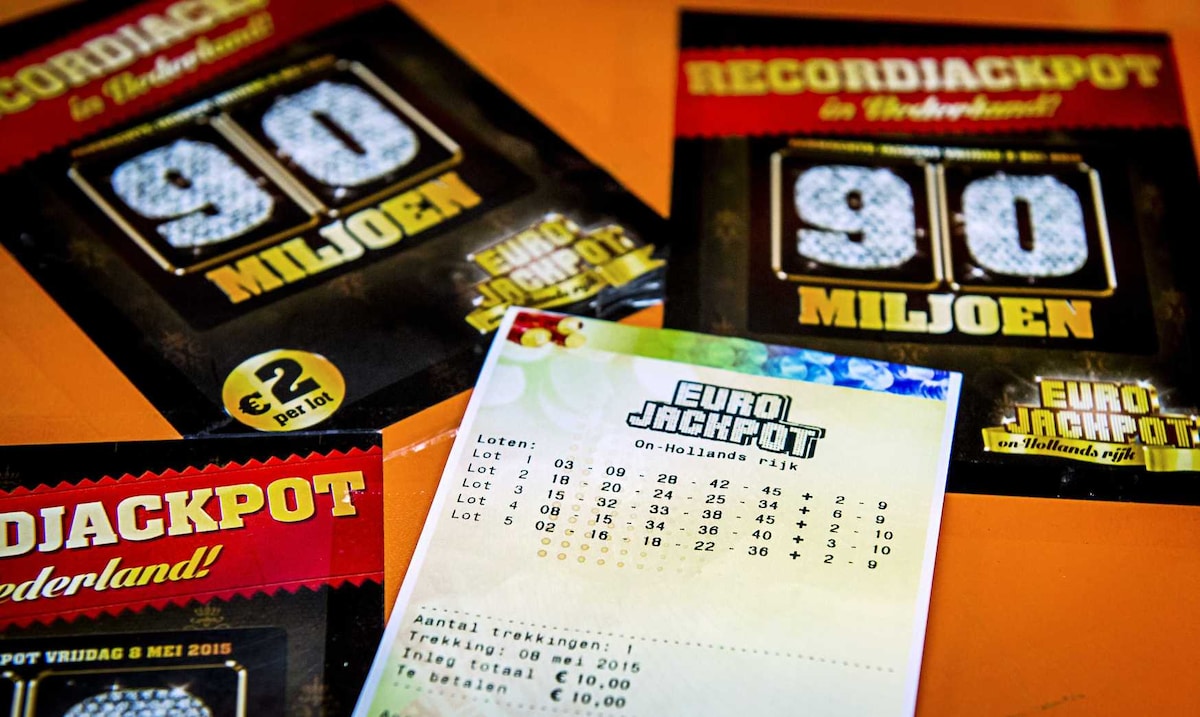 CORDJACKP
in Nederland!
90
MILJOEN
EURO
JACKPOT
€2
per lot
RECORDJACKPOT
in Nederland!
90
MILJOEN
EURO
JACKPOT
on Hollands rijk
DJACKPOT
ederland!
POT VRIJDAG 8 MEI 2015
EURO
JACKPOT
On-Hollands rijk
Loten:
Lot 1 03 - 09 - 28 - 42 - 45 + 2 - 9
Lot 2 18 - 20 - 24 - 25 - 34 + 6 - 9
Lot 3 15 - 32 - 33 - 38 - 45 + 2 - 10
Lot 4 08 - 15 - 34 - 36 - 40 + 3 - 10
Lot 5 02 - 16 - 18 - 22 - 36 + 2 - 9
Aantal trekkingen: 1
Trekking: 08 mei 2015
Inleg totaal € 10,00
Te betalen € 10,00